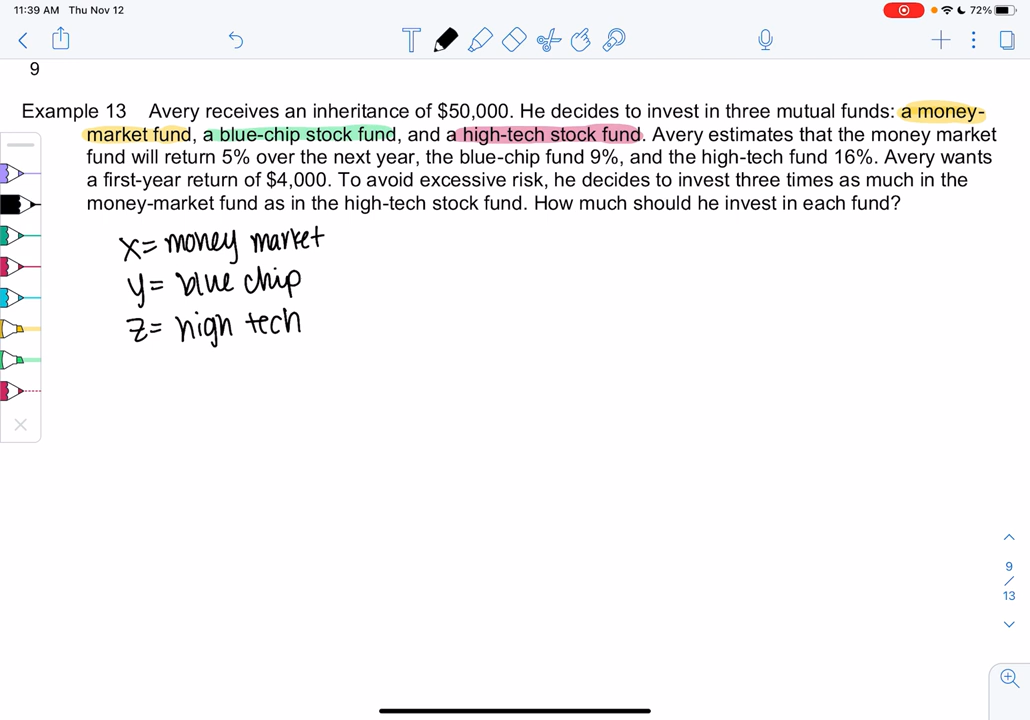 11:39 AM Thu Nov 12
72%
T
9
Example 13 Avery receives an inheritance of $50,000. He decides to invest in three mutual funds: a money-
market fund, a blue-chip stock fund, and a high-tech stock fund. Avery estimates that the money market
fund will return 5% over the next year, the blue-chip fund 9%, and the high-tech fund 16%. Avery wants
a first-year return of $4,000. To avoid excessive risk, he decides to invest three times as much in the
money-market fund as in the high-tech stock fund. How much should he invest in each fund?
x= money market
y= blue chip
z= high tech
9
/
13